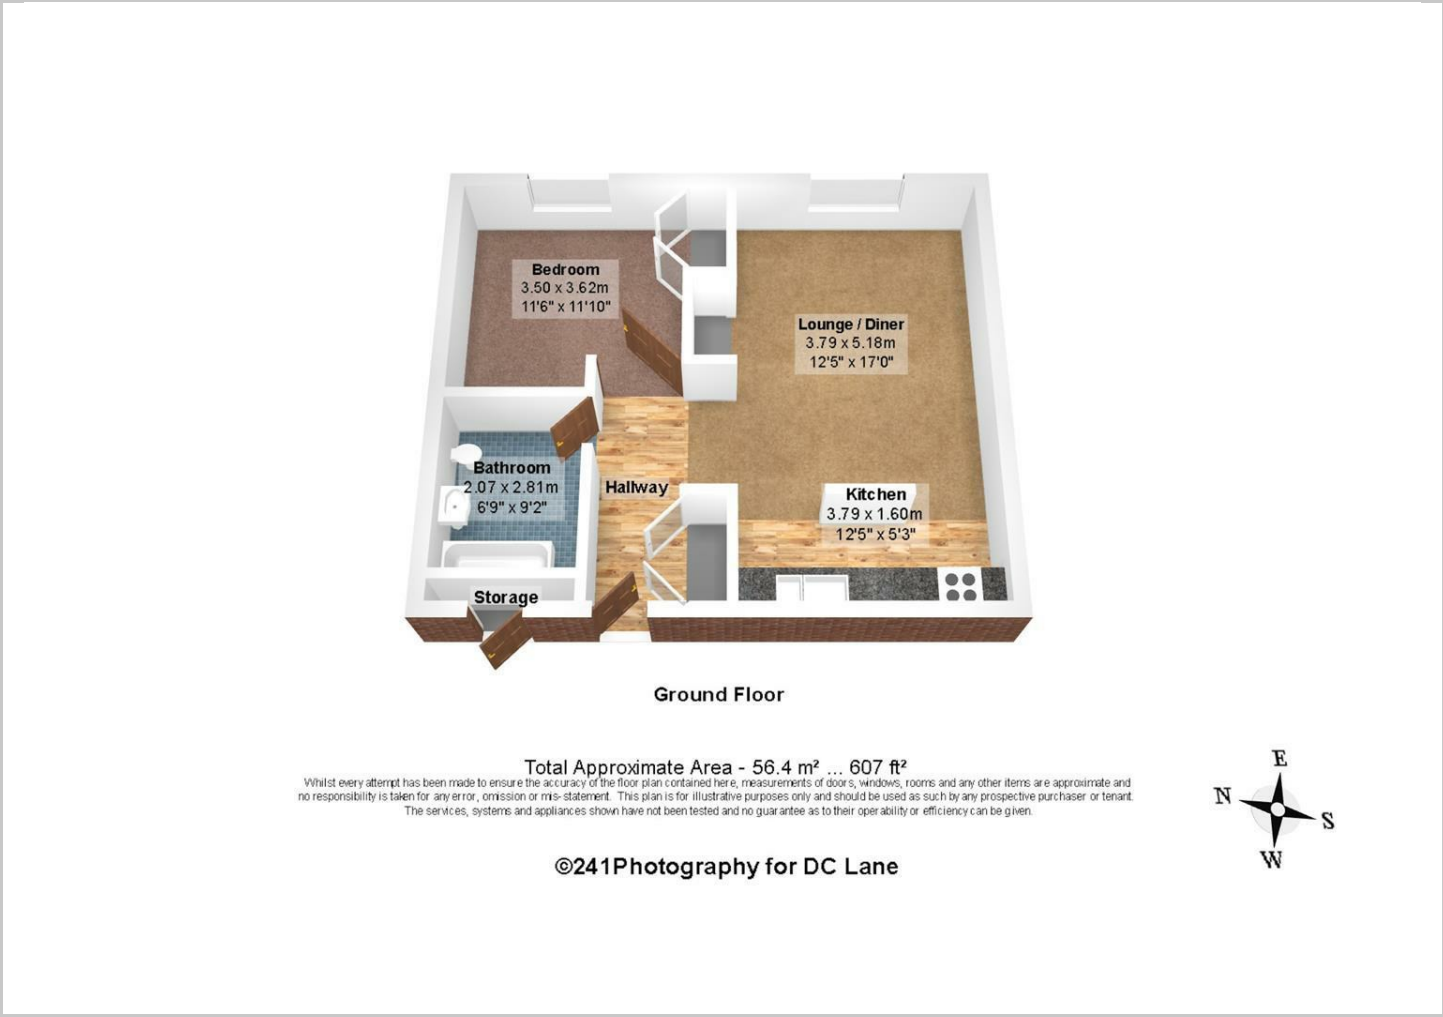 Bedroom
3.50 x 3.62m
11'6" x 11'10"
Lounge / Diner
3.79 x 5.18m
12'5" x 17'0"
Bathroom
2.07 x 2.81m
6'9" x 9'2"
Hallway
Kitchen
3.79 x 1.60m
12'5" x 5'3"
Storage
Ground Floor
Total Approximate Area - 56.4 m² ... 607 ft²
Whilst every attempt has been made to ensure the accuracy of the floor plan contained here, measurements of doors, windows, rooms and any other items are approximate and
no responsibility is taken for any error, omission or mis- statement. This plan is for illustrative purposes only and should be used as such by any prospective purchaser or tenant.
The services, systems and appliances shown have not been tested and no guarantee as to their operability or efficiency can be given.
©241Photography for DC Lane
E
N
S
W